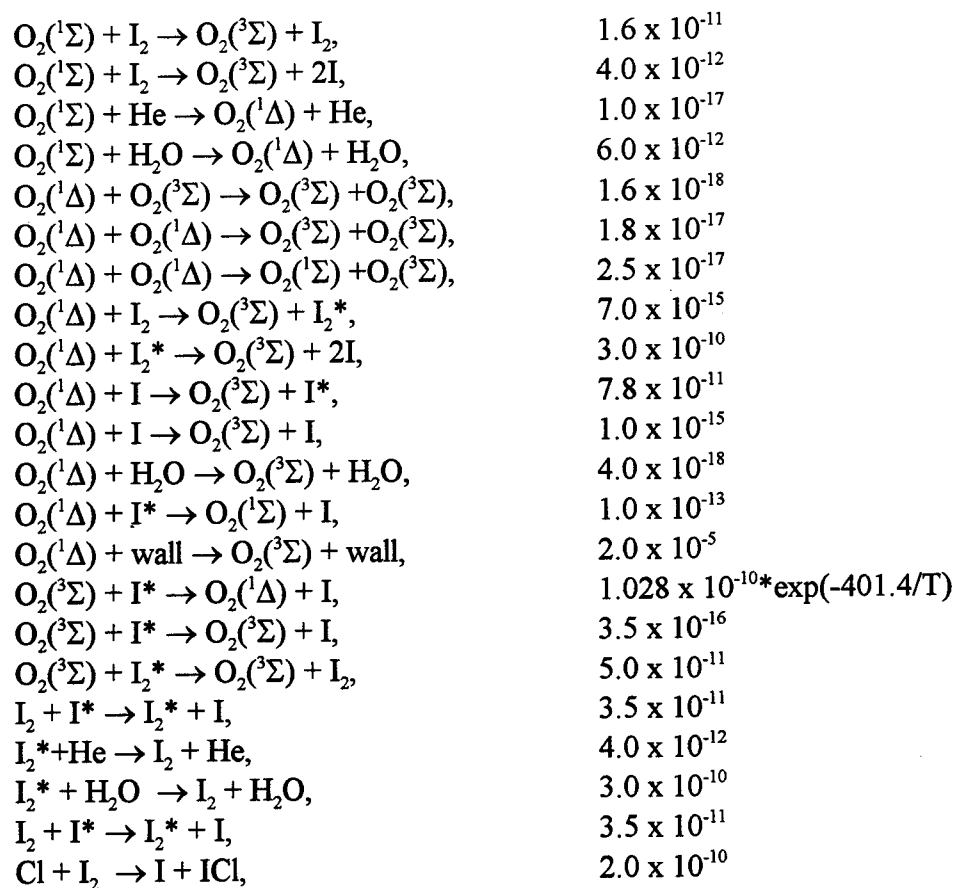 O₂(¹Σ) + I₂ → O₂(³Σ) + I₂, 1.6 x 10⁻¹¹
O₂(¹Σ) + I₂ → O₂(³Σ) + 2I, 4.0 x 10⁻¹²
O₂(¹Σ) + He → O₂(¹Δ) + He, 1.0 x 10⁻¹⁷
O₂(¹Σ) + H₂O → O₂(¹Δ) + H₂O, 6.0 x 10⁻¹²
O₂(¹Δ) + O₂(³Σ) → O₂(³Σ) +O₂(³Σ), 1.6 x 10⁻¹⁸
O₂(¹Δ) + O₂(¹Δ) → O₂(³Σ) +O₂(³Σ), 1.8 x 10⁻¹⁷
O₂(¹Δ) + O₂(¹Δ) → O₂(¹Σ) +O₂(³Σ), 2.5 x 10⁻¹⁷
O₂(¹Δ) + I₂ → O₂(³Σ) + I₂*, 7.0 x 10⁻¹⁵
O₂(¹Δ) + I₂* → O₂(³Σ) + 2I, 3.0 x 10⁻¹⁰
O₂(¹Δ) + I → O₂(³Σ) + I*, 7.8 x 10⁻¹¹
O₂(¹Δ) + I → O₂(³Σ) + I, 1.0 x 10⁻¹⁵
O₂(¹Δ) + H₂O → O₂(³Σ) + H₂O, 4.0 x 10⁻¹⁸
O₂(¹Δ) + I* → O₂(¹Σ) + I, 1.0 x 10⁻¹³
O₂(¹Δ) + wall → O₂(³Σ) + wall, 2.0 x 10⁻⁵
O₂(³Σ) + I* → O₂(¹Δ) + I, 1.028 x 10⁻¹⁰*exp(-401.4/T)
O₂(³Σ) + I* → O₂(³Σ) + I, 3.5 x 10⁻¹⁶
O₂(³Σ) + I₂* → O₂(³Σ) + I₂, 5.0 x 10⁻¹¹
I₂ + I* → I₂* + I, 3.5 x 10⁻¹¹
I₂*+He → I₂ + He, 4.0 x 10⁻¹²
I₂* + H₂O → I₂ + H₂O, 3.0 x 10⁻¹⁰
I₂ + I* → I₂* + I, 3.5 x 10⁻¹¹
Cl + I₂ → I + ICl, 2.0 x 10⁻¹⁰